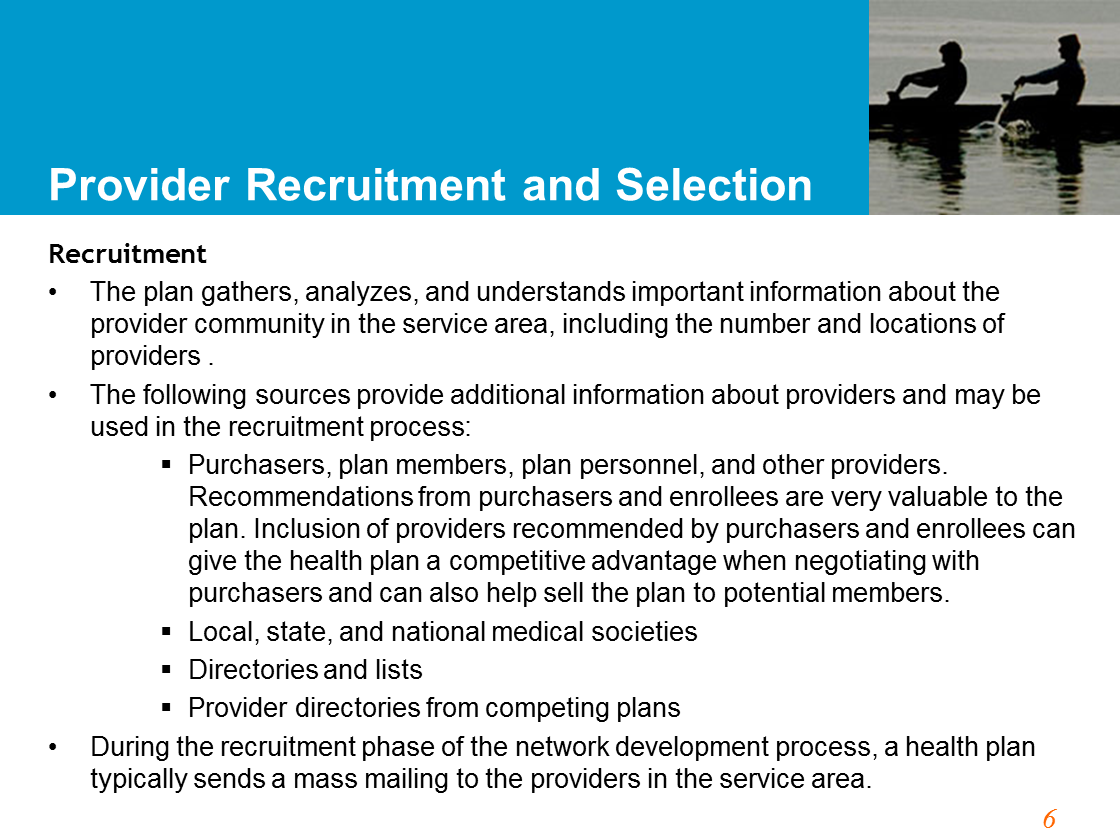 Provider Recruitment and Selection
Recruitment
• The plan gathers, analyzes, and understands important information about the
provider community in the service area, including the number and locations of
providers .
• The following sources provide additional information about providers and may be
used in the recruitment process:
▪ Purchasers, plan members, plan personnel, and other providers.
Recommendations from purchasers and enrollees are very valuable to the
plan. Inclusion of providers recommended by purchasers and enrollees can
give the health plan a competitive advantage when negotiating with
purchasers and can also help sell the plan to potential members.
▪ Local, state, and national medical societies
▪ Directories and lists
▪ Provider directories from competing plans
• During the recruitment phase of the network development process, a health plan
typically sends a mass mailing to the providers in the service area.
6